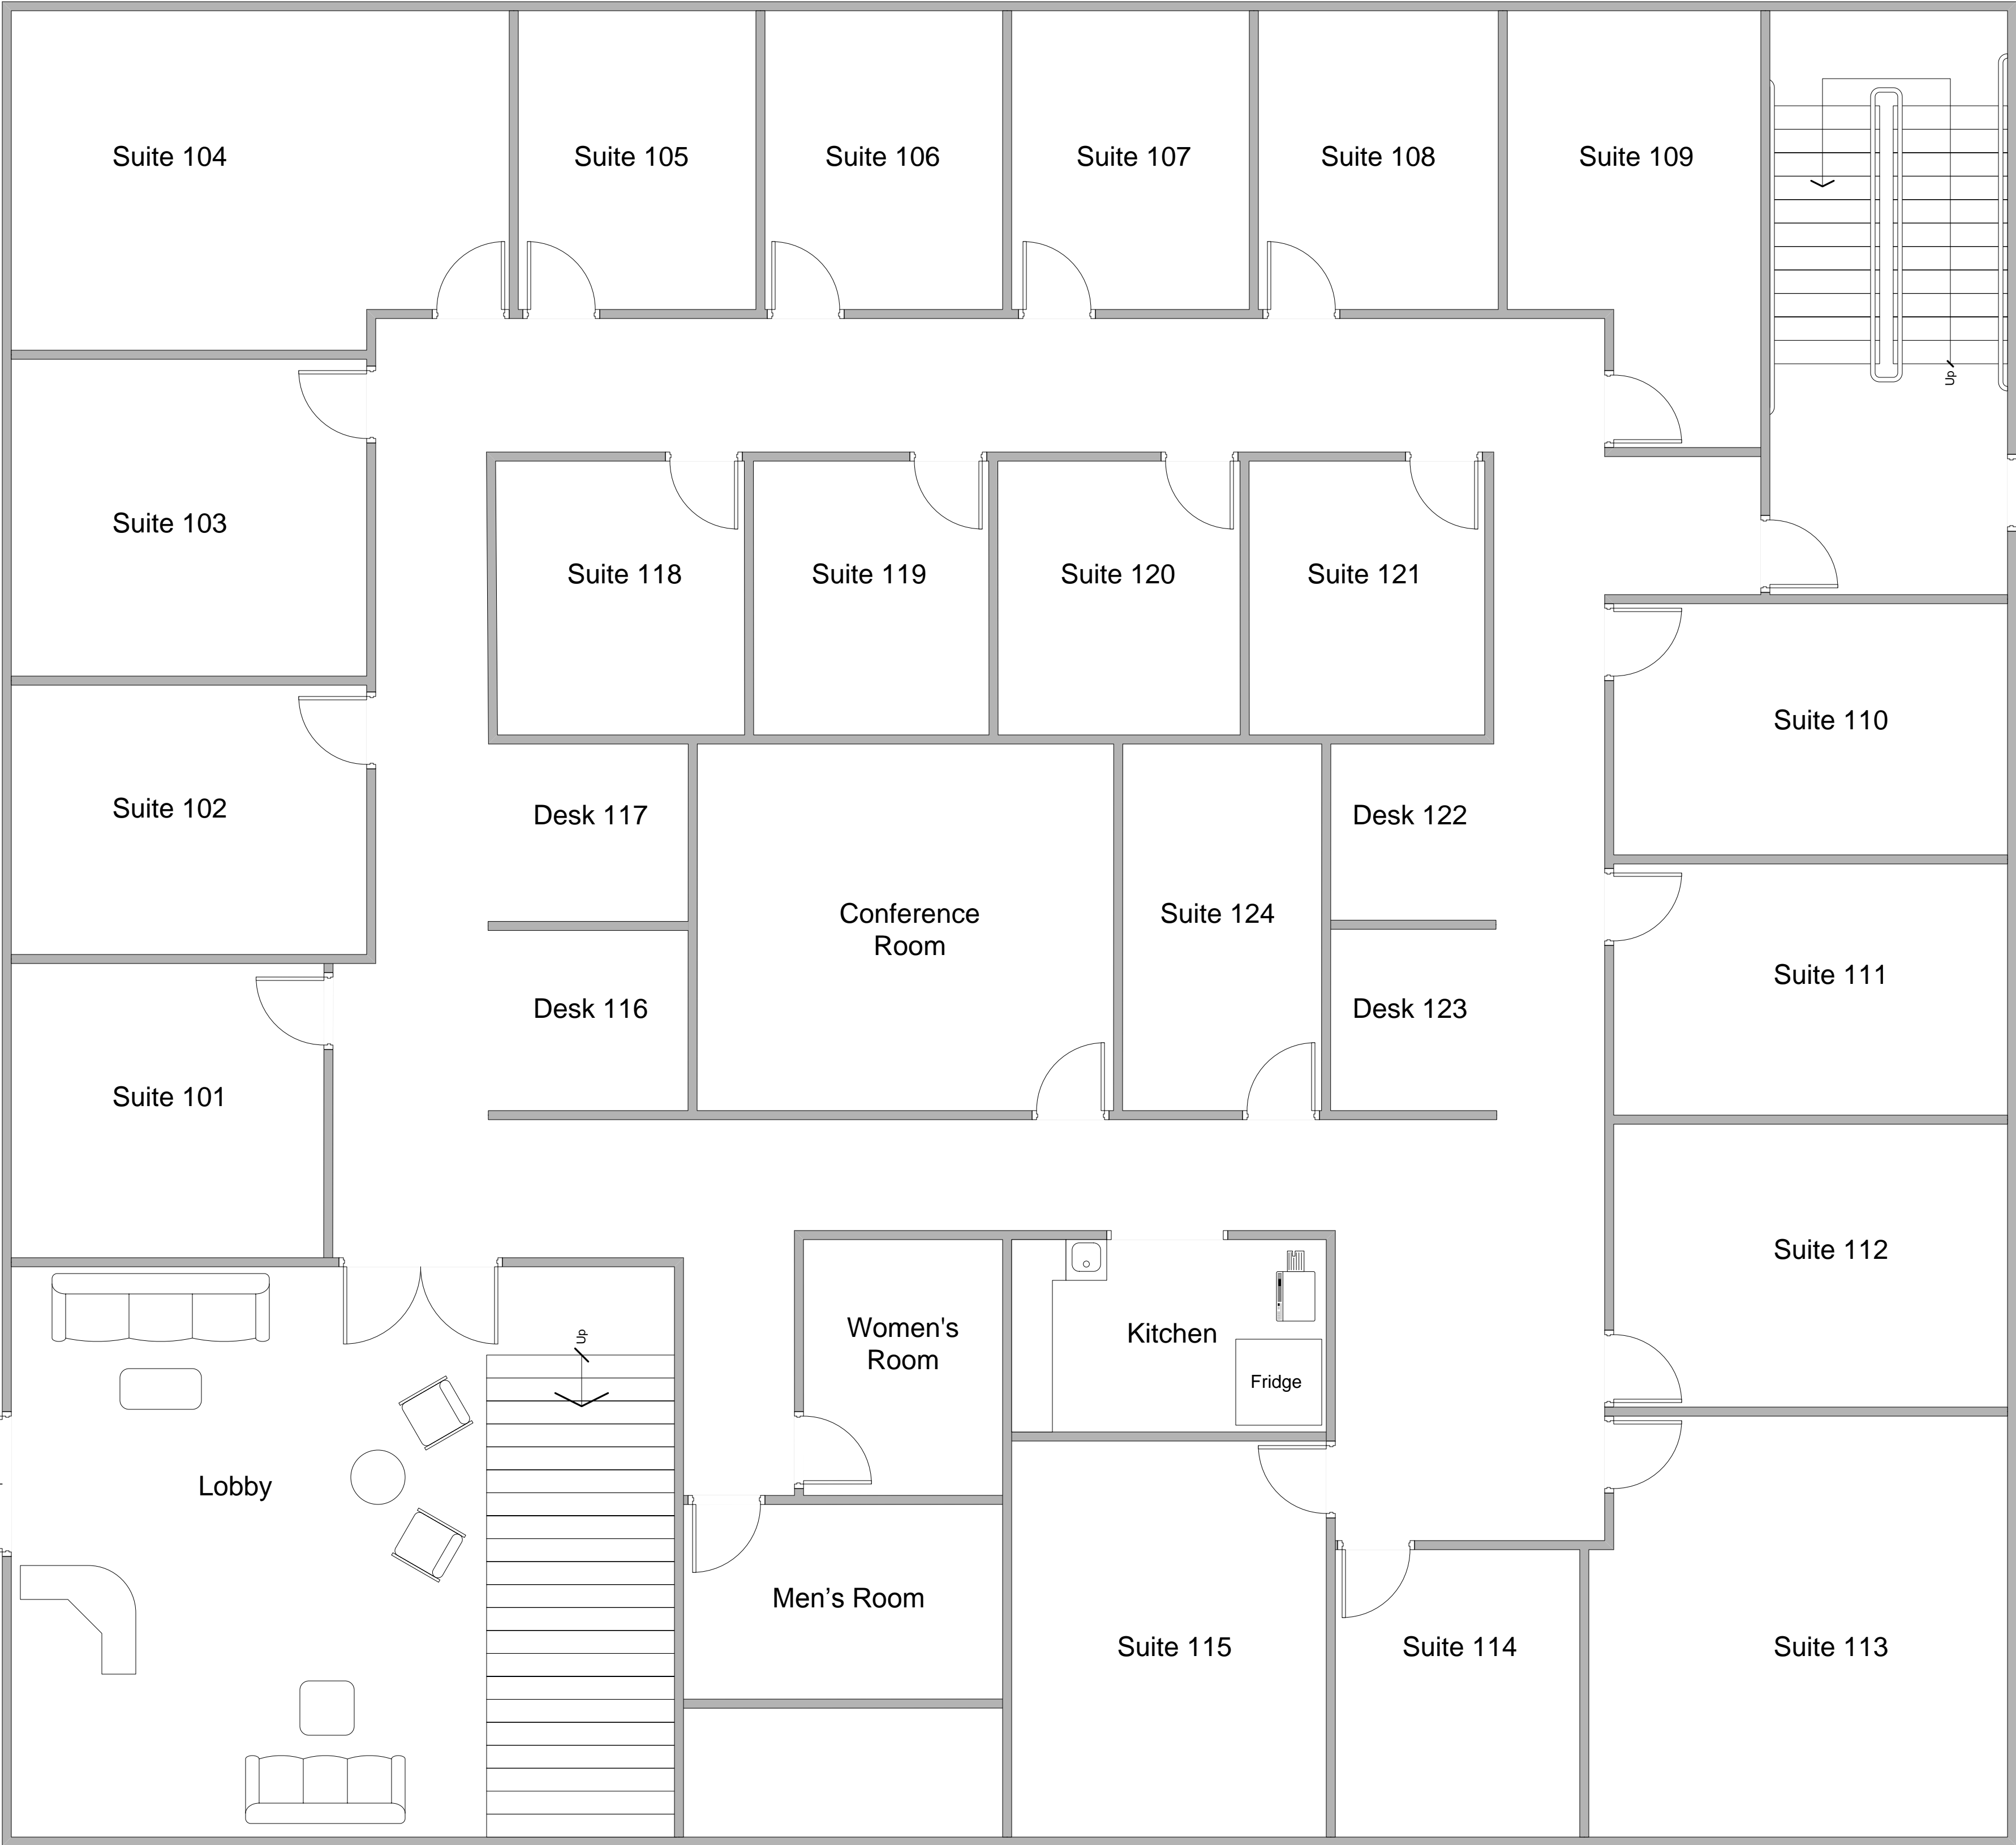 Suite 104
Suite 105
Suite 106
Suite 107
Suite 108
Suite 109
Up
Suite 103
Suite 118
Suite 119
Suite 120
Suite 121
Suite 110
Suite 102
Desk 117
Desk 122
Conference
Room
Suite 124
Suite 111
Desk 116
Desk 123
Suite 101
Suite 112
Women's
Room
Kitchen
Up
Fridge
Lobby
Men’s Room
Suite 115
Suite 114
Suite 113